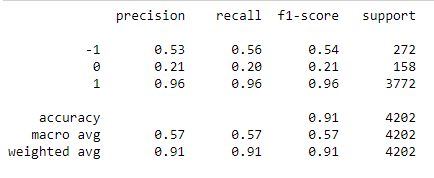 precision recall f1-score support
-1 0.53 0.56 0.54 272
0 0.21 0.20 0.21 158
1 0.96 0.96 0.96 3772
accuracy 0.91 4202
macro avg 0.57 0.57 0.57 4202
weighted avg 0.91 0.91 0.91 4202